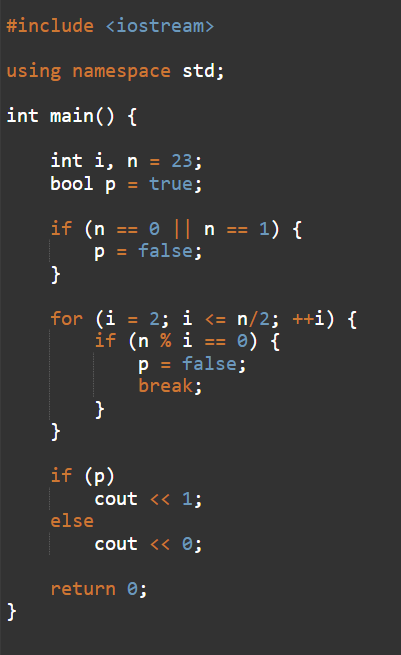 #include <iostream>
using namespace std;
int main() {
int i, n = 23;
bool p = true;
if (n == 0 || n == 1) {
p = false;
}
for (i = 2; i <= n/2; ++i) {
if (n % i == 0) {
p = false;
break;
}
}
if (p)
cout << 1;
else
cout << 0;
return 0;
}